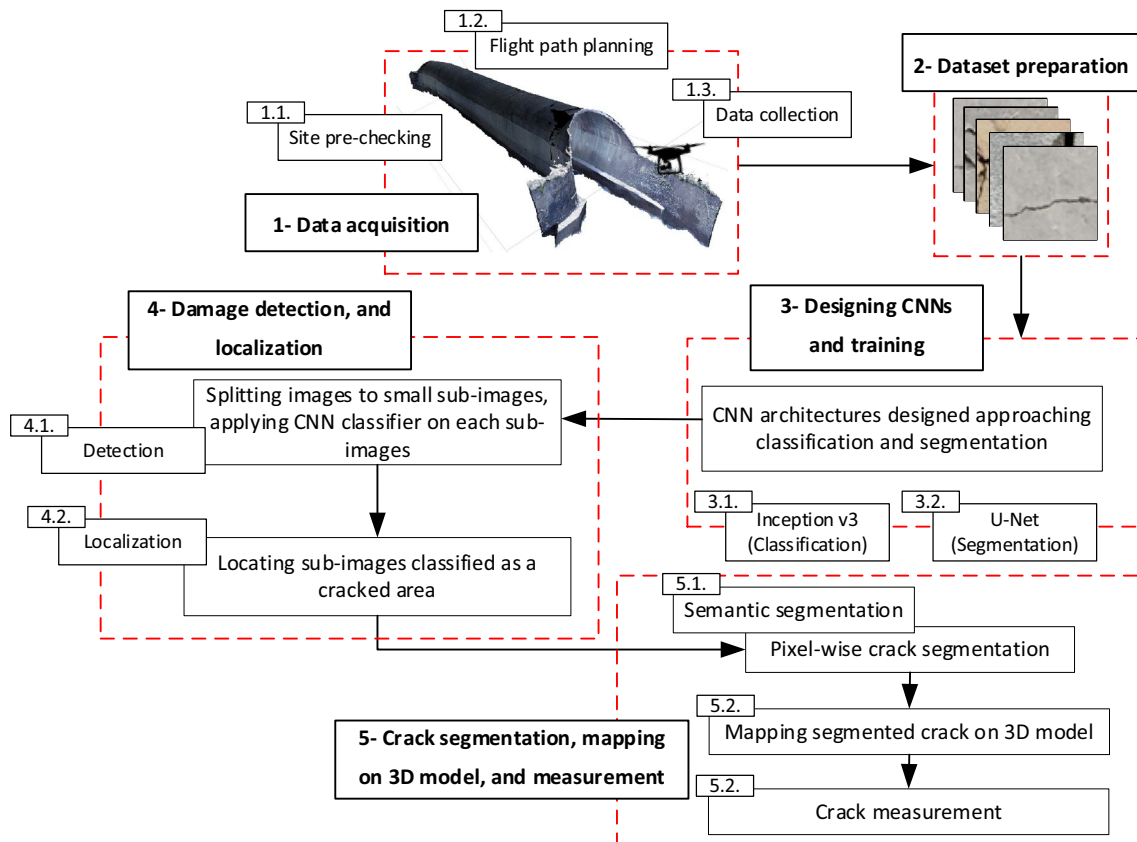 1.2.
Flight path planning
1.1.
Site pre-checking
1.3.
Data collection
1- Data acquisition
2- Dataset preparation
3- Designing CNNs
and training
CNN architectures designed approaching
classification and segmentation
3.1.
Inception v3
(Classification)
3.2.
U-Net
(Segmentation)
4- Damage detection, and
localization
Splitting images to small sub-images,
applying CNN classifier on each sub-
images
4.1.
Detection
4.2.
Localization
Locating sub-images classified as a
cracked area
5.1.
Semantic segmentation
Pixel-wise crack segmentation
5.2.
Mapping segmented crack on 3D model
5- Crack segmentation, mapping
on 3D model, and measurement
5.2.
Crack measurement